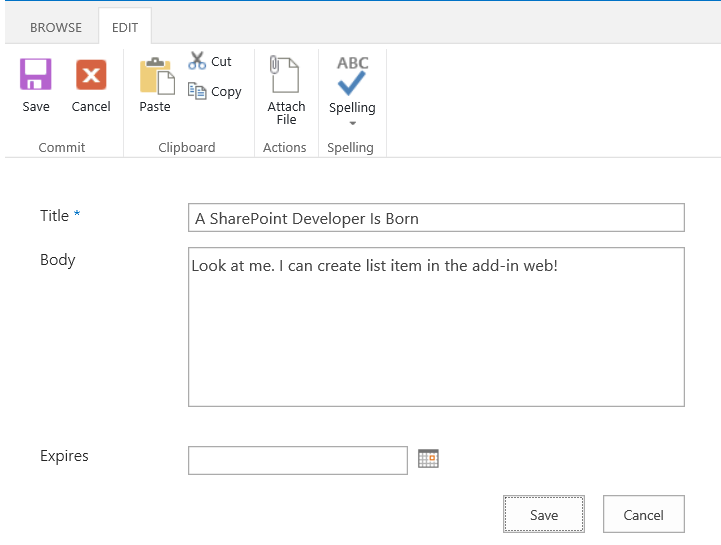 BROWSE EDIT
ABC
Cut
Copy
Save Cancel Paste Attach File Spelling
Commit Clipboard Actions Spelling
Title * A SharePoint Developer Is Born
Body Look at me. I can create list item in the add-in web!
Expires
Save Cancel